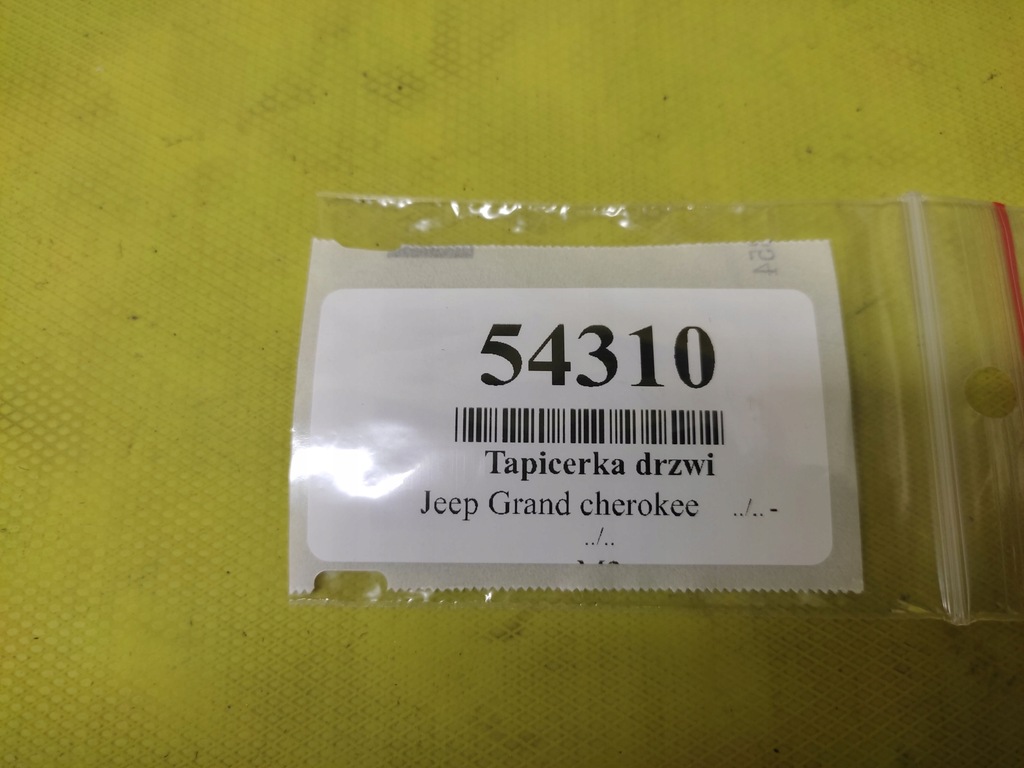 54310
Tapicerka drzwi
Jeep Grand cherokee ../.. -
../..